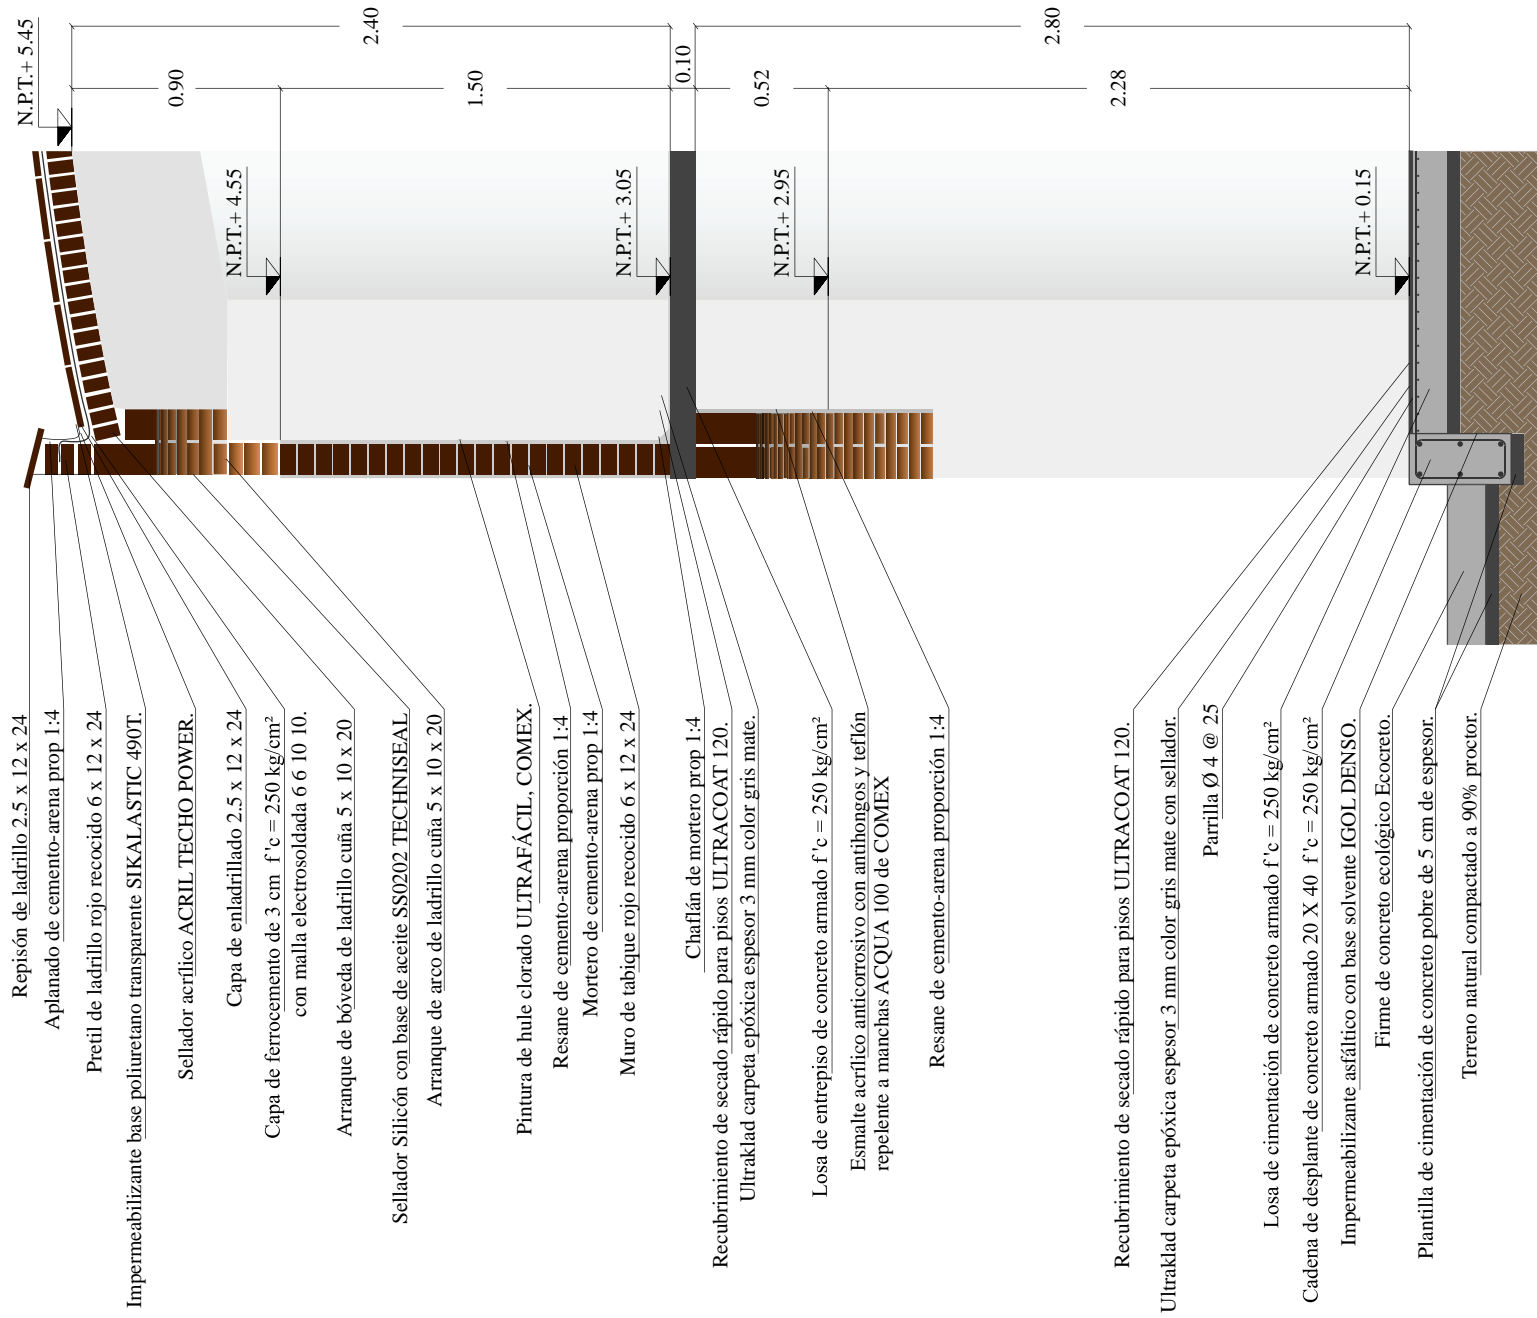 Repisón de ladrillo 2.5 x 12 x 24
Aplanado de cemento-arena prop 1:4
Pretil de ladrillo rojo recocido 6 x 12 x 24
Impermeabilizante base poliuretano transparente SIKALASTIC 490T.
Sellador acrílico ACRIL TECHO POWER.
Capa de enladrillado 2.5 x 12 x 24
Capa de ferrocemento de 3 cm f 'c = 250 kg/cm²
con malla electrosoldada 6 6 10 10.
Arranque de bóveda de ladrillo cuña 5 x 10 x 20
Sellador Silicón con base de aceite SS0202 TECHNISEAL
Arranque de arco de ladrillo cuña 5 x 10 x 20
Pintura de hule clorado ULTRAFÁCIL, COMEX.
Resane de cemento-arena proporción 1:4
Mortero de cemento-arena prop 1:4
Muro de tabique rojo recocido 6 x 12 x 24
Chaflán de mortero prop 1:4
Recubrimiento de secado rápido para pisos ULTRACOAT 120.
Ultraklad carpeta epóxica espesor 3 mm color gris mate.
Losa de entrepiso de concreto armado f 'c = 250 kg/cm²
Esmalte acrílico anticorrosivo con antihongos y teflón
repelente a manchas ACQUA 100 de COMEX
Resane de cemento-arena proporción 1:4
Recubrimiento de secado rápido para pisos ULTRACOAT 120.
Ultraklad carpeta epóxica espesor 3 mm color gris mate con sellador.
Parrilla Ø 4 @ 25
Losa de cimentación de concreto armado f 'c = 250 kg/cm²
Cadena de desplante de concreto armado 20 X 40 f 'c = 250 kg/cm²
Impermeabilizante asfáltico con base solvente IGOL DENSO.
Firme de concreto ecológico Ecocreto.
Plantilla de cimentación de concreto pobre de 5 cm de espesor.
Terreno natural compactado a 90% proctor.
N.P.T.+ 5.45
N.P.T.+ 4.55
N.P.T.+ 3.05
N.P.T.+ 2.95
N.P.T.+ 0.15
0.90
1.50
0.10
0.52
2.28
2.40
2.80